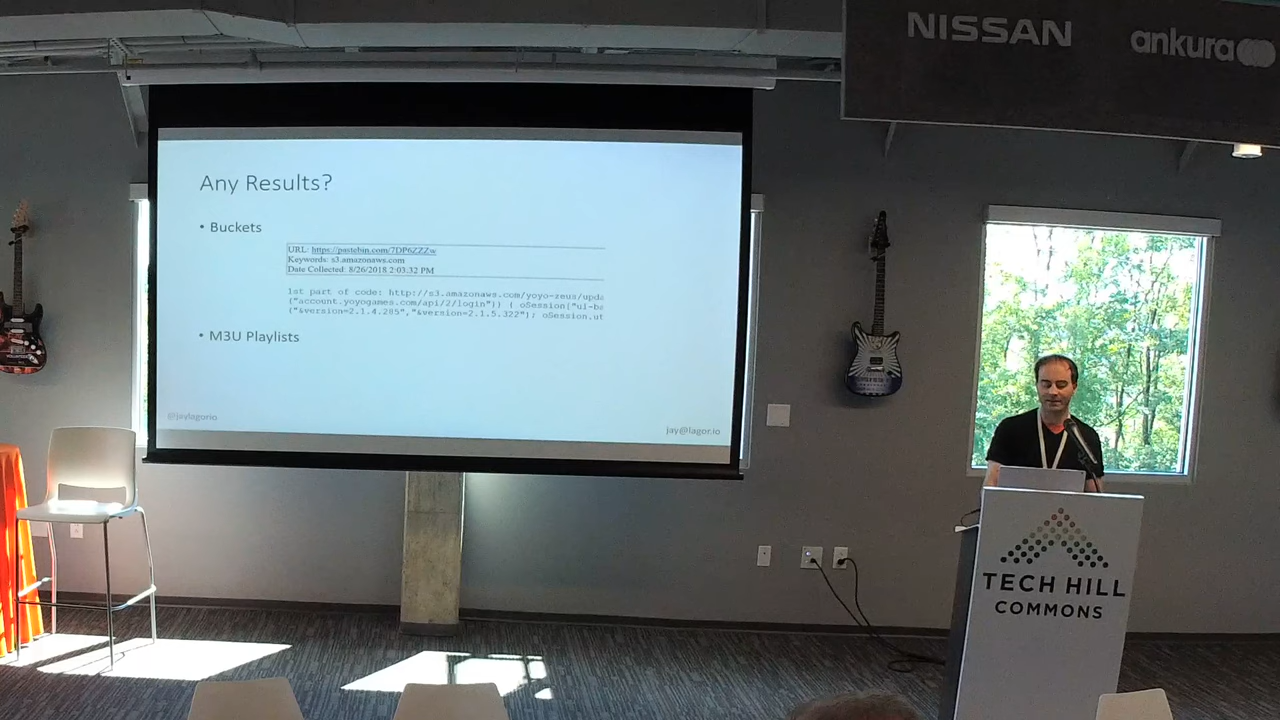 NISSAN
ankura
Any Results?
• Buckets
URL: https://pastebin.com/7DP6ZZZw
Keywords: s3.amazonaws.com
Date Collected: 8/26/2018 2:03:32 PM
1st part of code: http://s3.amazonaws.com/yoyo-zeus/upda
("account.yoyogames.com/api/2/login")) { oSession["ui-ba
("&version=2.1.4.285","&version=2.1.5.322"); oSession.ut
• M3U Playlists
@jaylagorio
jay@lagor.io
TECH HILL
COMMONS